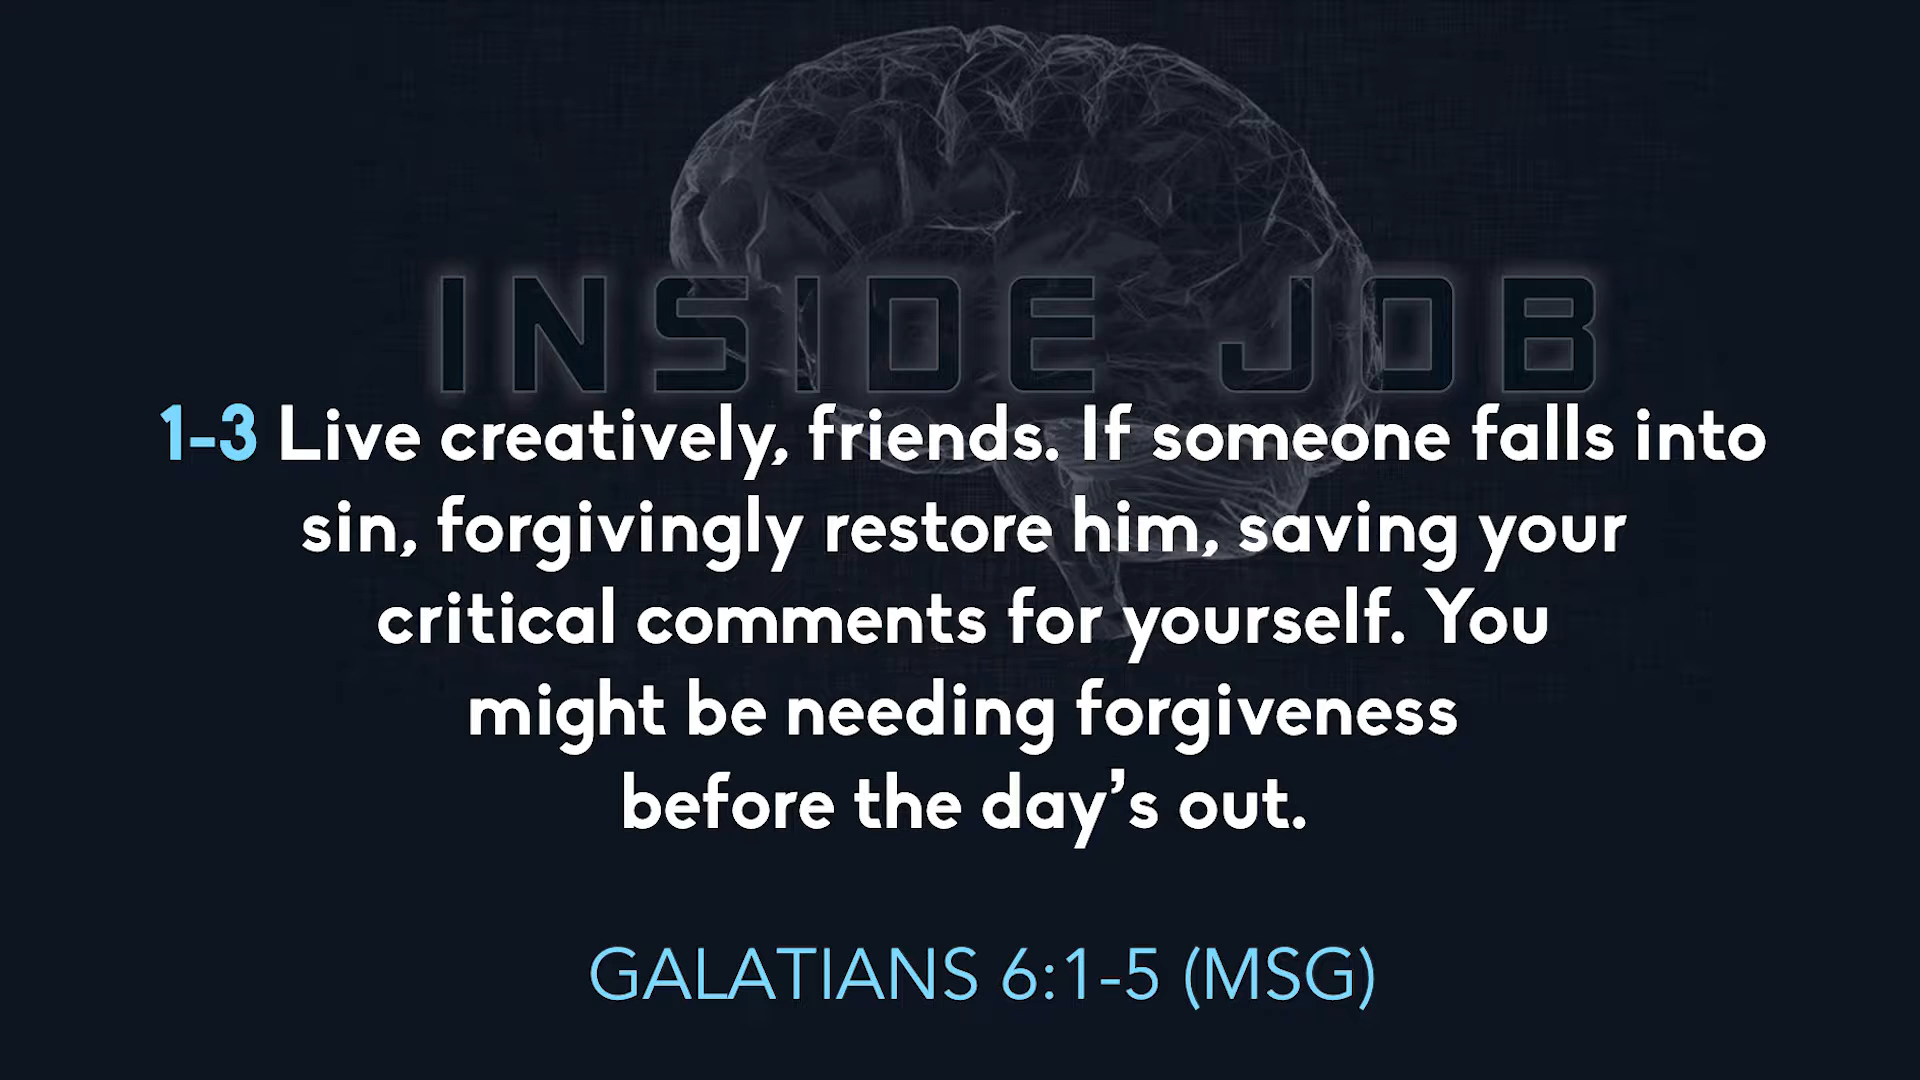 INSIDE JOB
1-3 Live creatively, friends. If someone falls into
sin, forgivingly restore him, saving your
critical comments for yourself. You
might be needing forgiveness
before the day’s out.
GALATIANS 6:1-5 (MSG)